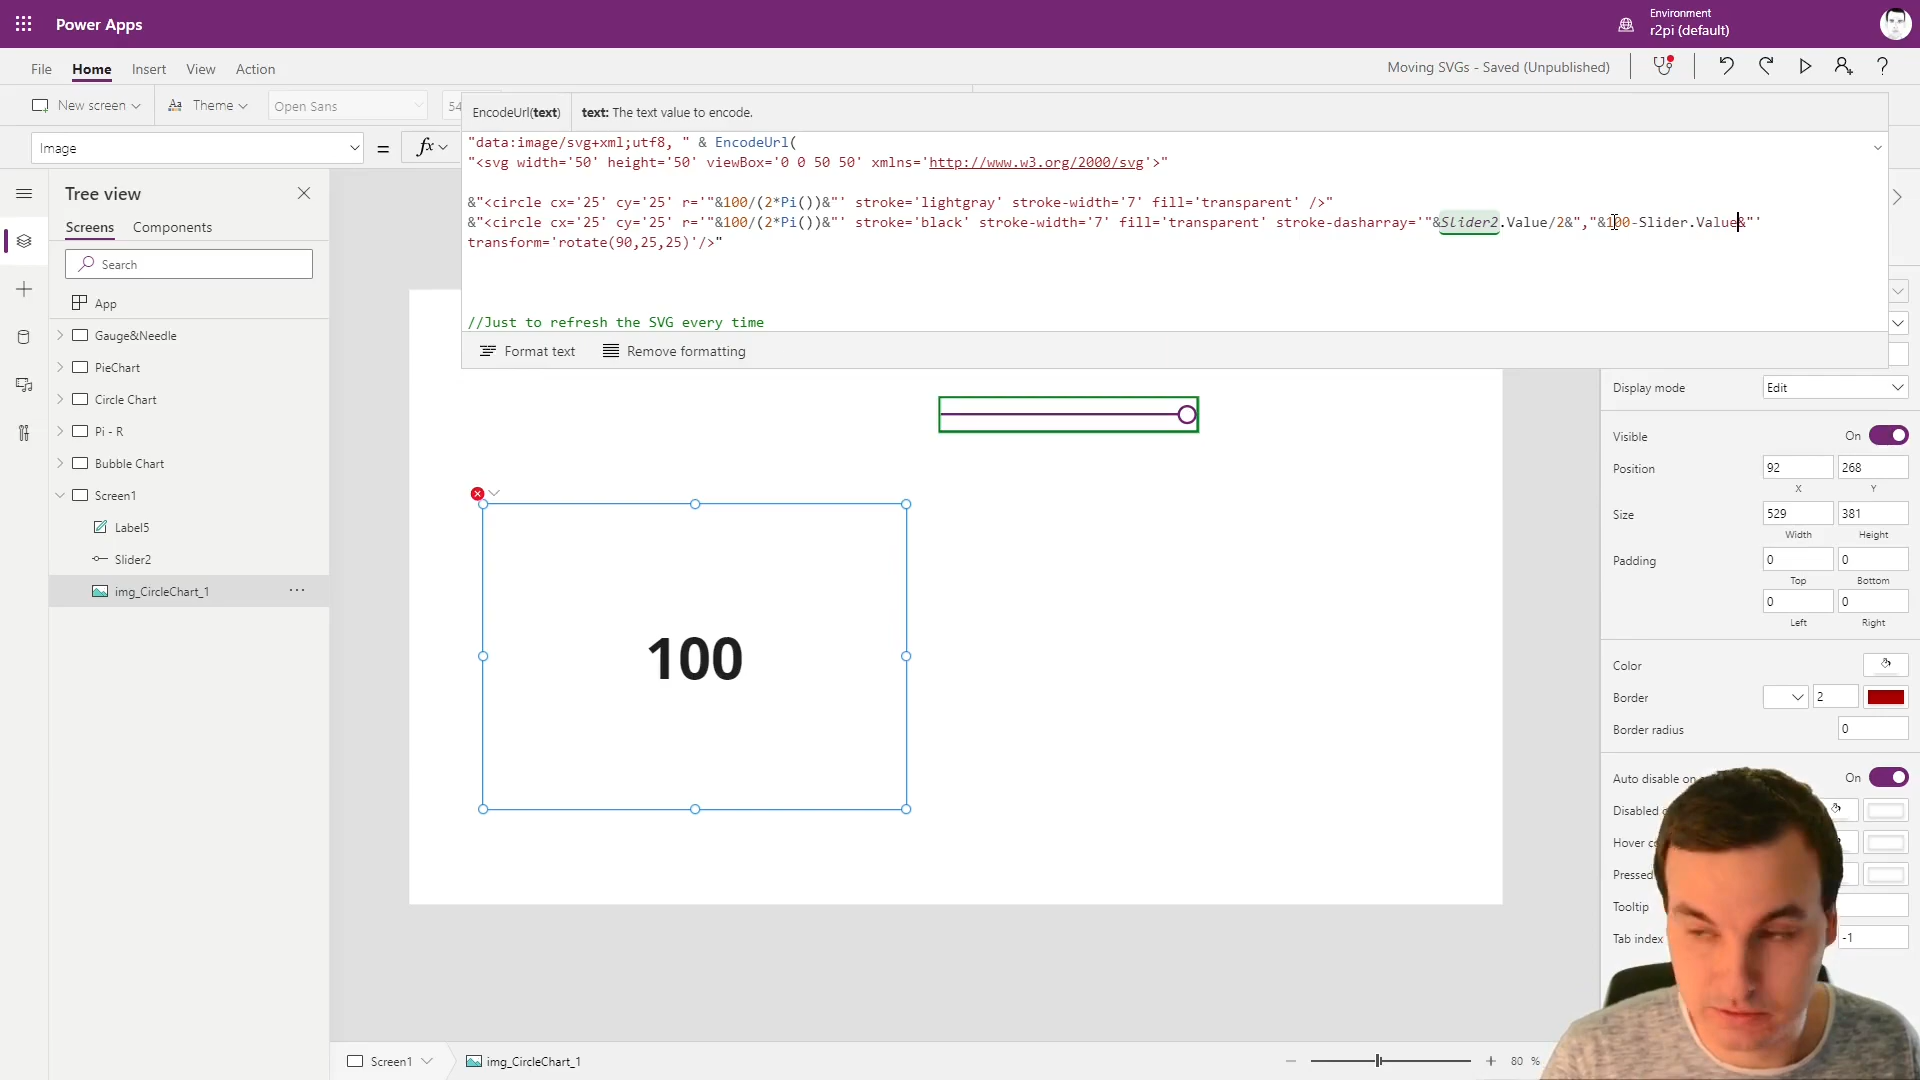 Power Apps
Environment
r2pi (default)
File
Home
Insert
View
Action
Moving SVGs - Saved (Unpublished)
New screen
Theme
Open Sans
54
EncodeUrl(text)
text: The text value to encode.
Image
=
fx
"data:image/svg+xml;utf8, " & EncodeUrl(
"<svg width='50' height='50' viewBox='0 0 50 50' xmlns='http://www.w3.org/2000/svg'>"
&"<circle cx='25' cy='25' r='"&100/(2*Pi())&"' stroke='lightgray' stroke-width='7' fill='transparent' />"
&"<circle cx='25' cy='25' r='"&100/(2*Pi())&"' stroke='black' stroke-width='7' fill='transparent' stroke-dasharray='"&Slider2.Value/2&","&100-Slider.Value&"'
transform='rotate(90,25,25)'/>"
//Just to refresh the SVG every time
Format text
Remove formatting
Tree view
Screens
Components
Search
App
Gauge&Needle
PieChart
Circle Chart
Pi - R
Bubble Chart
Screen1
Label5
Slider2
img_CircleChart_1
100
Display mode
Edit
Visible
On
Position
92
268
X
Y
Size
529
381
Width
Height
Padding
0
0
Top
Bottom
0
0
Left
Right
Color
Border
2
Border radius
0
Auto disable on
On
Disabled
Hover
Pressed
Tooltip
Tab index
-1
Screen1
img_CircleChart_1
80 %